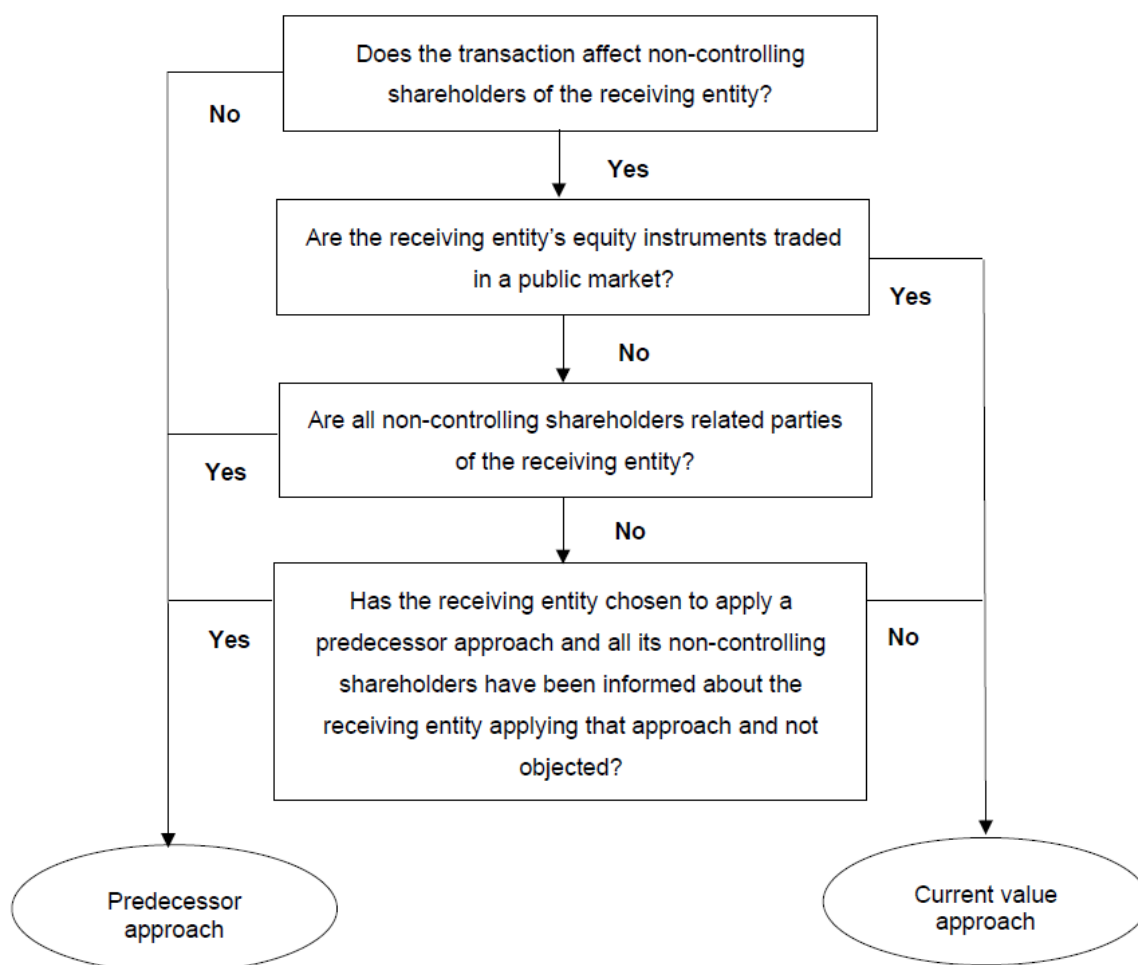 Does the transaction affect non-controlling
shareholders of the receiving entity?
No
Yes
Are the receiving entity’s equity instruments traded
in a public market?
Yes
No
Are all non-controlling shareholders related parties
of the receiving entity?
Yes
No
Has the receiving entity chosen to apply a
predecessor approach and all its non-controlling
shareholders have been informed about the
receiving entity applying that approach and not
objected?
Yes
No
Predecessor
approach
Current value
approach